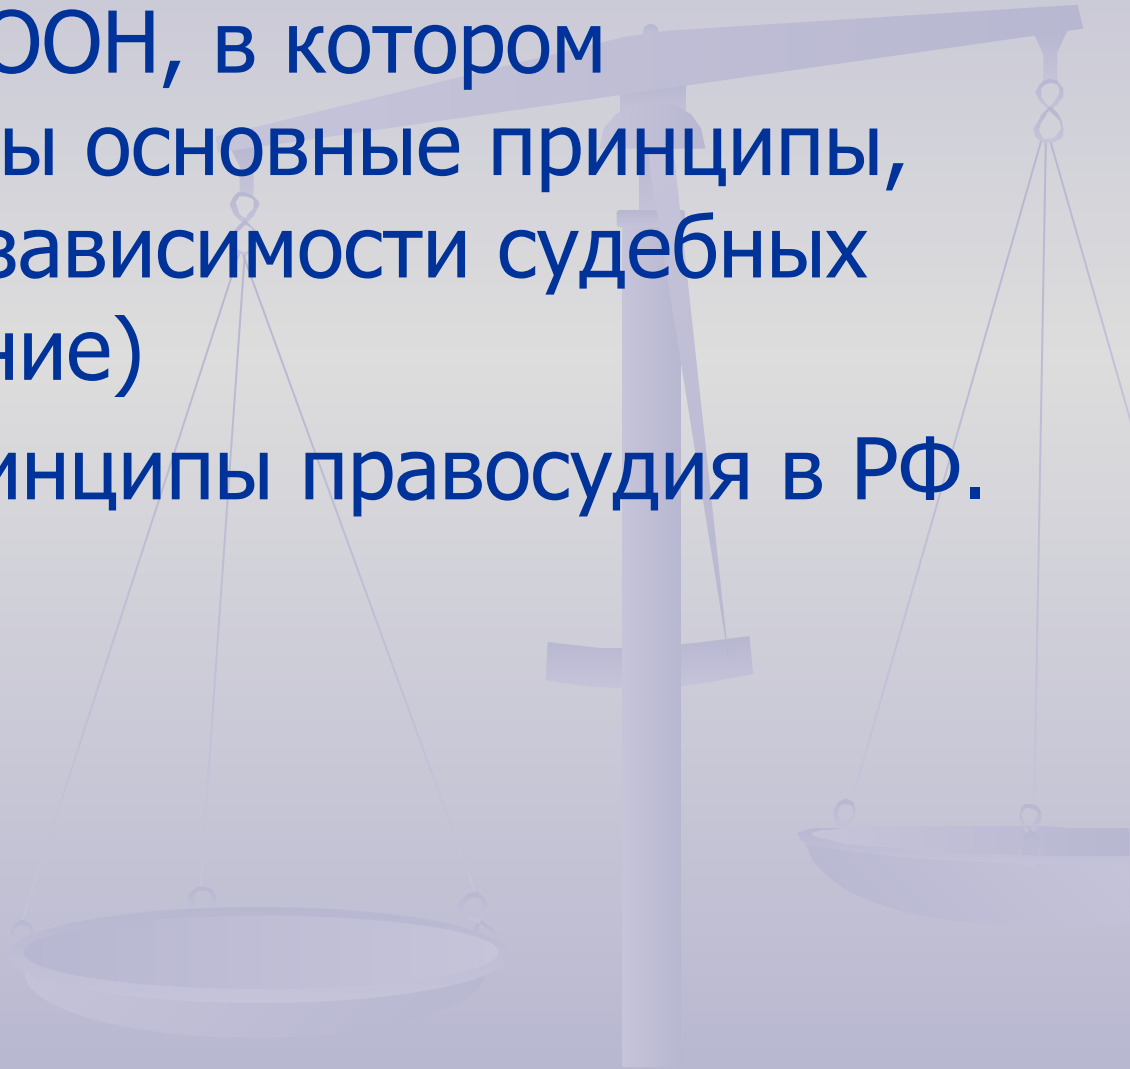 ООН, в котором
ы основные принципы,
зависимости судебных
ние)
инципы правосудия в РФ.